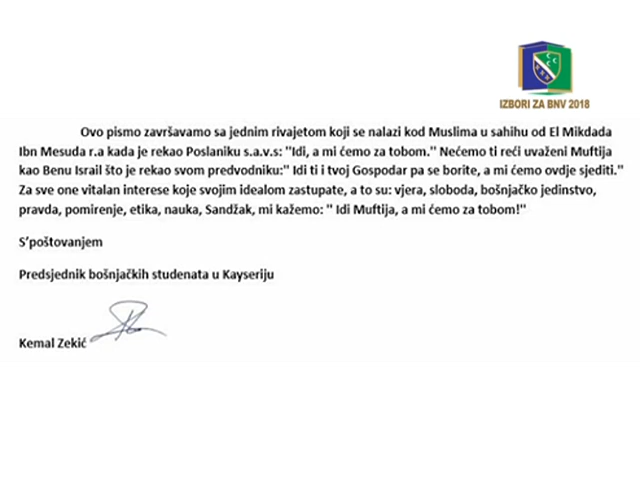 IZBORI ZA BNV 2018
Ovo pismo završavamo sa jednim rivajetom koji se nalazi kod Muslima u sahihu od El Mikdada
Ibn Mesuda r.a kada je rekao Poslaniku s.a.v.s: "Idi, a mi ćemo za tobom." Nećemo ti reći uvaženi Muftija
kao Benu Israil što je rekao svom predvodniku:" Idi ti i tvoj Gospodar pa se borite, a mi ćemo ovdje sjediti."
Za sve one vitalan interese koje svojim idealom zastupate, a to su: vjera, sloboda, bošnjačko jedinstvo,
pravda, pomirenje, etika, nauka, Sandžak, mi kažemo: " Idi Muftija, a mi ćemo za tobom!"
S'poštovanjem
Predsjednik bošnjačkih studenata u Kayseriju
Kemal Zekić